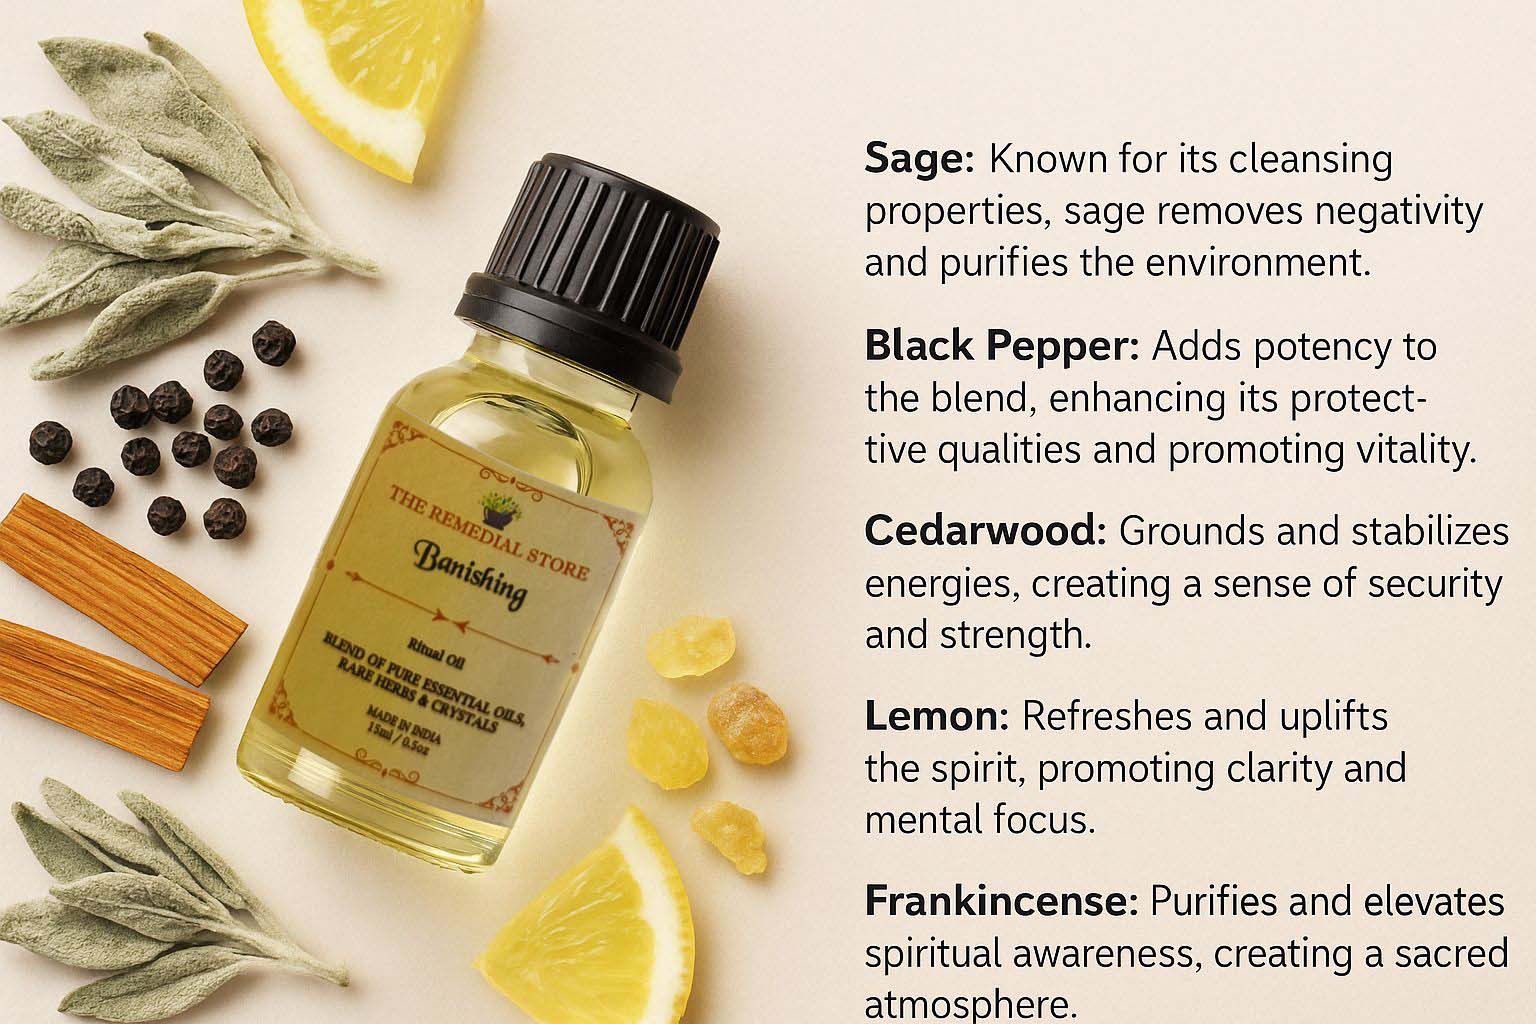 THE REMEDIAL STORE
Banishing
Ritual Oil
BLEND OF PURE ESSENTIAL OILS,
RARE HERBS & CRYSTALS
MADE IN INDIA
15ml / 0.5oz
Sage: Known for its cleansing
properties, sage removes negativity
and purifies the environment.
Black Pepper: Adds potency to
the blend, enhancing its protect-
tive qualities and promoting vitality.
Cedarwood: Grounds and stabilizes
energies, creating a sense of security
and strength.
Lemon: Refreshes and uplifts
the spirit, promoting clarity and
mental focus.
Frankincense: Purifies and elevates
spiritual awareness, creating a sacred
atmosphere.